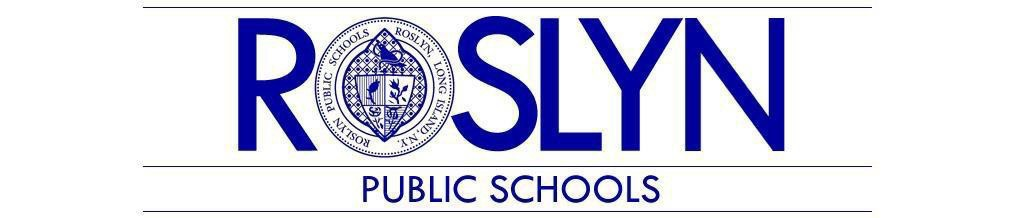 ROSLYN
ROSLYN PUBLIC SCHOOLS ROSLYN, LONG ISLAND, N.Y.
PUBLIC SCHOOLS